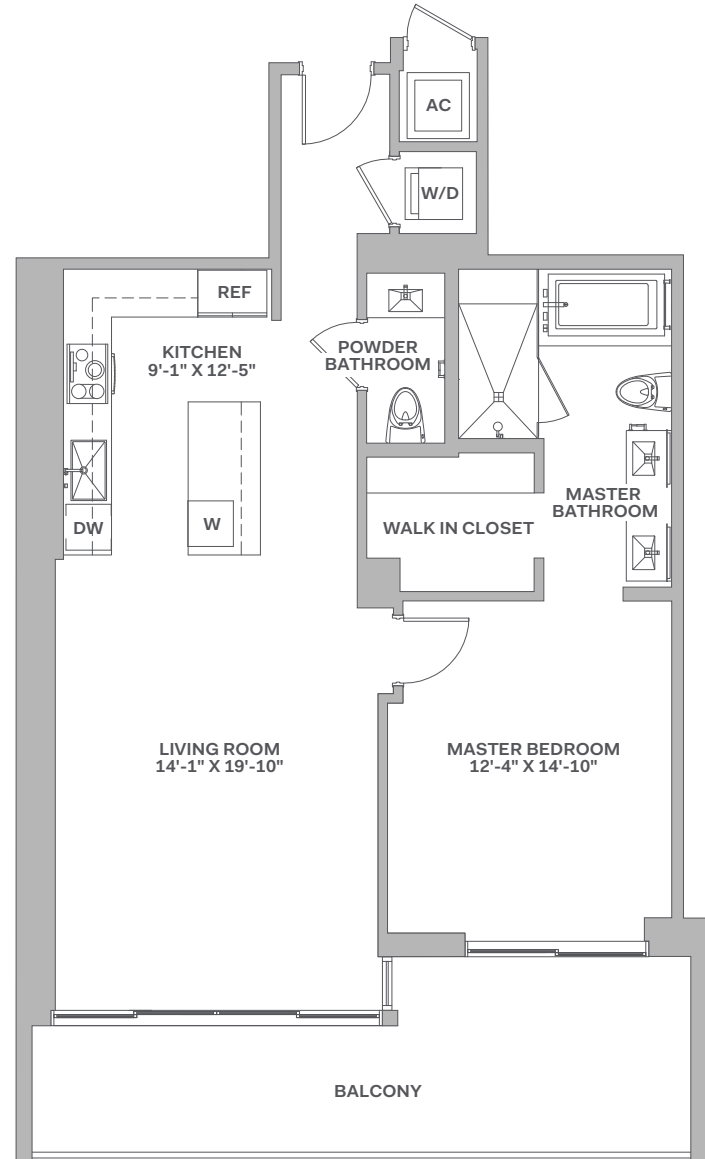 AC
W/D
REF
KITCHEN
9'-1" X 12'-5"
POWDER
BATHROOM
DW
W
WALK IN CLOSET
MASTER
BATHROOM
LIVING ROOM
14'-1" X 19'-10"
MASTER BEDROOM
12'-4" X 14'-10"
BALCONY